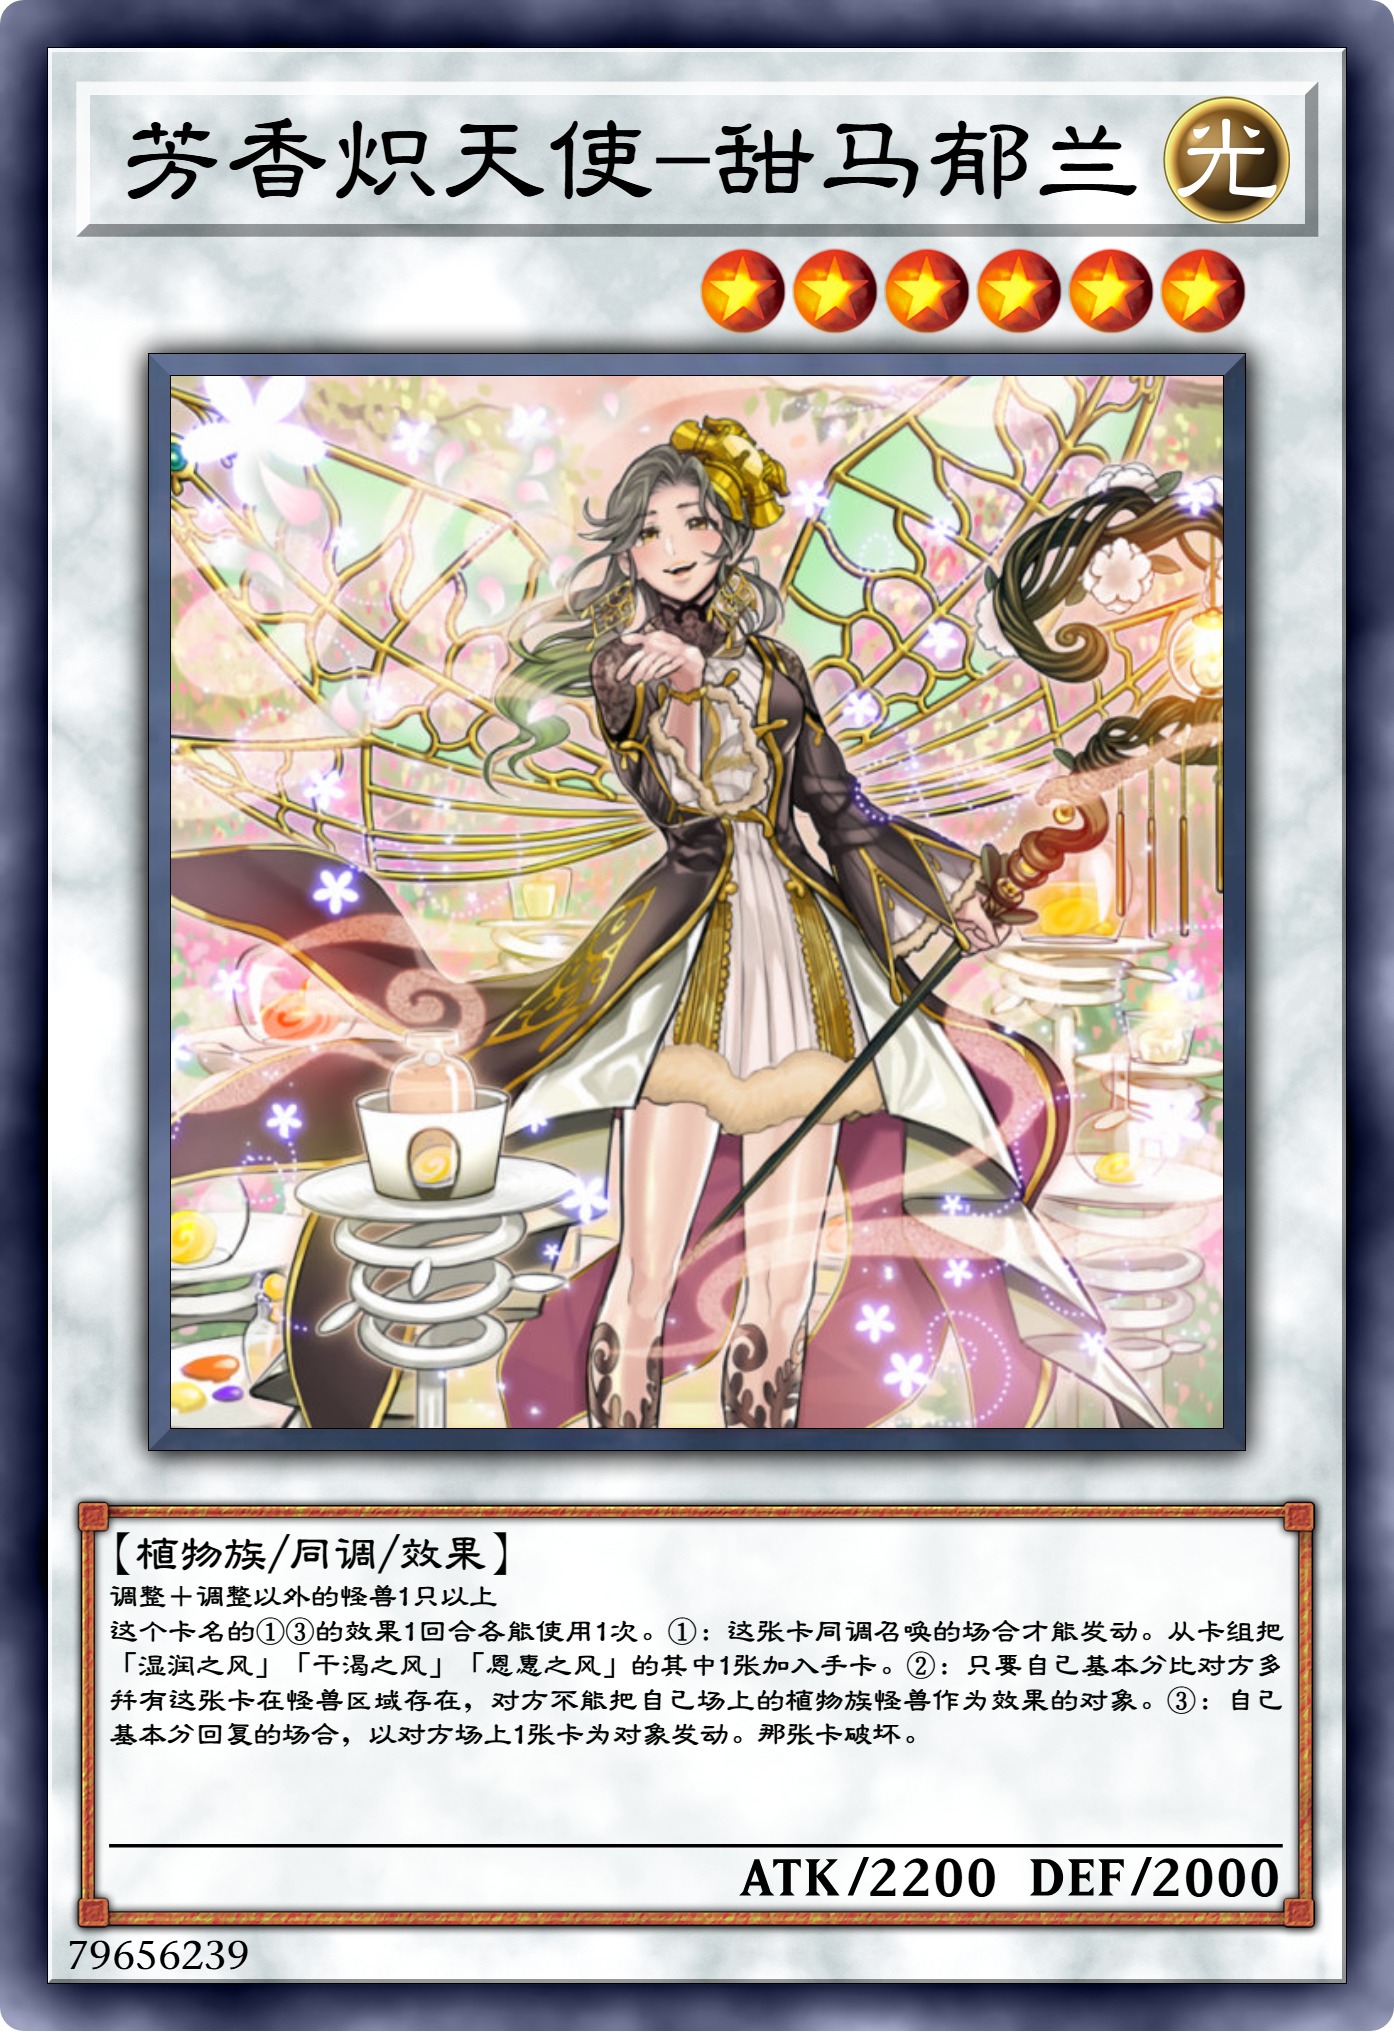 芳香炽天使-甜马郁兰 光
【植物族/同调/效果】
调整＋调整以外的怪兽1只以上
这个卡名的①③的效果1回合各能使用1次。①：这张卡同调召唤的场合才能发动。从卡组把
「湿润之风」「干渴之风」「恩惠之风」的其中1张加入手卡。②：只要自己基本分比对方多
并有这张卡在怪兽区域存在，对方不能把自己场上的植物族怪兽作为效果的对象。③：自己
基本分回复的场合，以对方场上1张卡为对象发动。那张卡破坏。
ATK/2200 DEF/2000
79656239